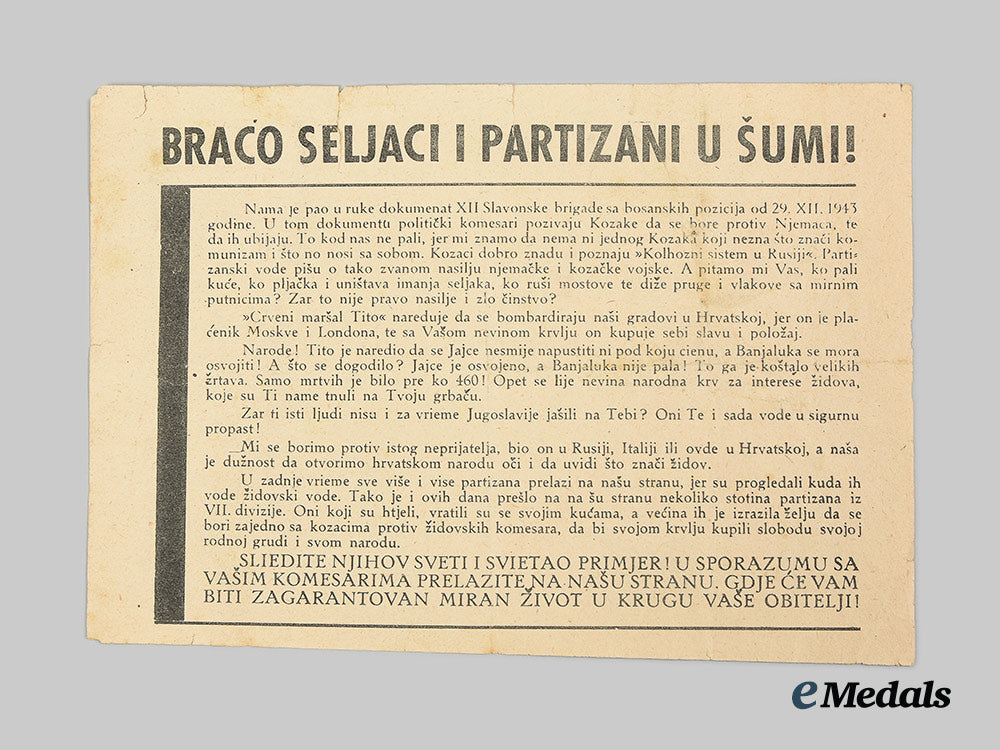 BRAĆO SELJACI I PARTIZANI U ŠUMI!
Nama je pao u ruke dokumenat XII Slavonske brigade sa bosanskih pozicija od 29. XII. 1943
godine. U tom dokumentu politički komesari pozivaju Kozake da se bore protiv Njemaca, te
da ih ubijaju. To kod nas ne pali, jer mi znamo da nema ni jednog Kozaka koji nezna što znači ko-
munizam i što no nosi sa sobom. Kozaci dobro znadu i poznaju »Kolhozni sistem u Rusiji«. Parti-
zanski vode pišu o tako zvanom nasilju njemačke i kozačke vojske. A pitamo mi Vas, ko pali
kuće, ko pljačka i uništava imanja seljaka, ko ruši mostove te diže pruge i vlakove sa mirnim
putnicima? Zar to nije pravo nasilje i zlo činstvo?
»Crveni maršal Tito« nareduje da se bombardiraju naši gradovi u Hrvatskoj, jer on je pla-
ćenik Moskve i Londona, te sa Vašom nevinom krvlju on kupuje sebi slavu i položaj.
Narode! Tito je naredio da se Jajce nesmije napustiti ni pod koju cienu, a Banjaluka se mora
osvojiti! A što se dogodilo? Jajce je osvojeno, a Banjaluka nije pala! To ga je koštalo velikih
žrtava. Samo mrtvih je bilo pre ko 460! Opet se lije nevina narodna krv za interese židova,
koje su Ti name tnuli na Tvoju grbaču.
Zar ti isti ljudi nisu i za vrieme Jugoslavije jašili na Tebi? Oni Te i sada vode u sigurnu
propast!
Mi se borimo protiv istog neprijatelja, bio on u Rusiji, Italiji ili ovde u Hrvatskoj, a naša
je dužnost da otvorimo hrvatskom narodu oči i da uvidi što znači židov.
U zadnje vrieme sve više i vise partizana prelazi na našu stranu, jer su progledali kuda ih
vode židovski vode. Tako je i ovih dana prešlo na na šu stranu nekoliko stotina partizana iz
VII. divizije. Oni koji su htjeli, vratili su se svojim kućama, a većina ih je izrazila želju da se
bori zajedno sa kozacima protiv židovskih komesara, da bi svojom krvlju kupili slobodu svojoj
rodnoj grudi i svom narodu.
SLIEDITE NJIHOV SVETI I SVIETAO PRIMJER! U SPORAZUMU SA
VAŠIM KOMESARIMA PRELAZITE NA NAŠU STRANU. GDJE ĆE VAM
BITI ZAGARANTOVAN MIRAN ŽIVOT U KRUGU VAŠE OBITELJI!
eMedals